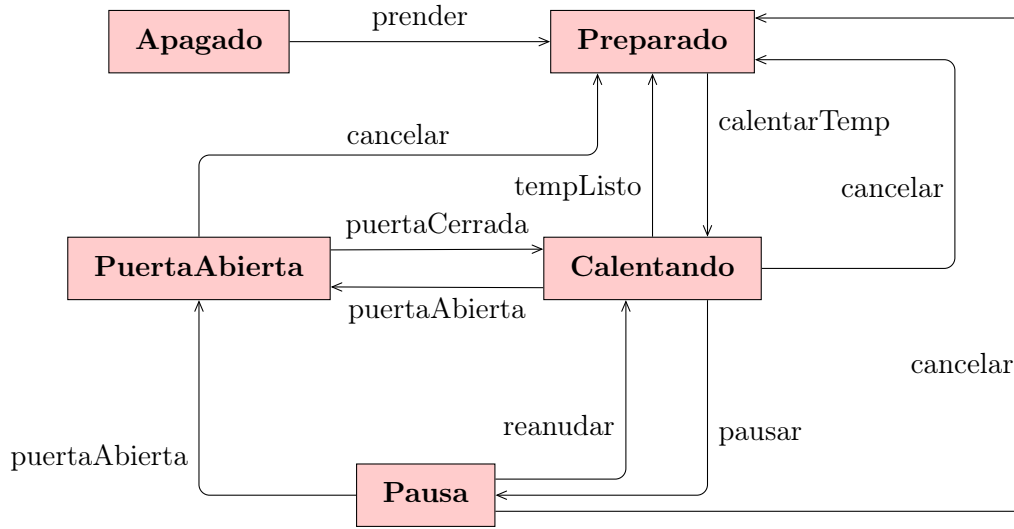 prender
Apagado
Preparado
calentarTemp
cancelar
tempListo
cancelar
puertaCerrada
PuertaAbierta
Calentando
puertaAbierta
cancelar
reanudar
pausar
puertaAbierta
Pausa